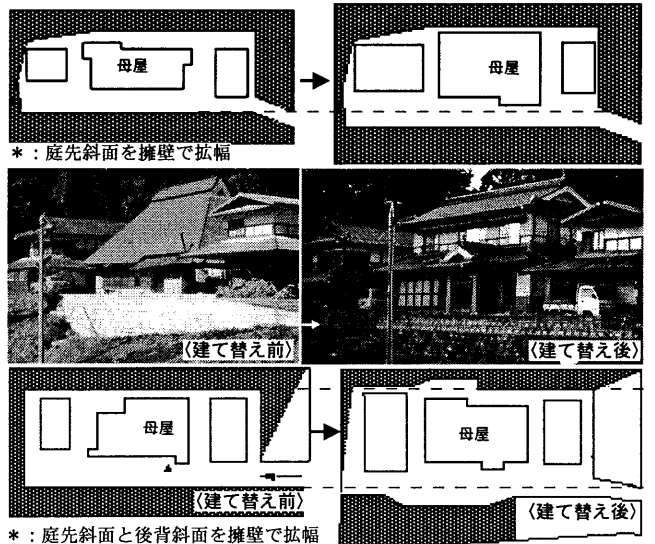 母屋
母屋
*:庭先斜面を擁壁で拡幅
〈建て替え前〉
〈建て替え後〉
母屋
母屋
〈建て替え前〉
〈建て替え後〉
*:庭先斜面と後背斜面を擁壁で拡幅